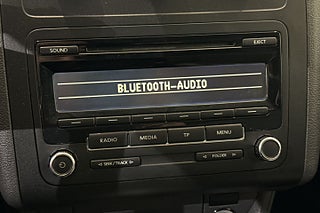 SOUND
EJECT
BLUETOOTH-AUDIO
RADIO
MEDIA
TP
MENU
SEEK/TRACK
FOLDER